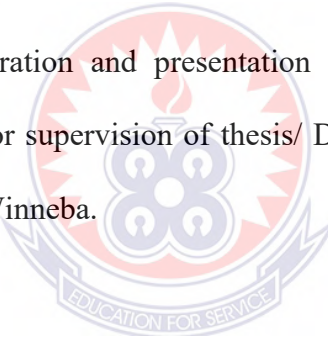 ration and presentation
or supervision of thesis/ D
Winneba.
EDUCATION FOR SERVICE